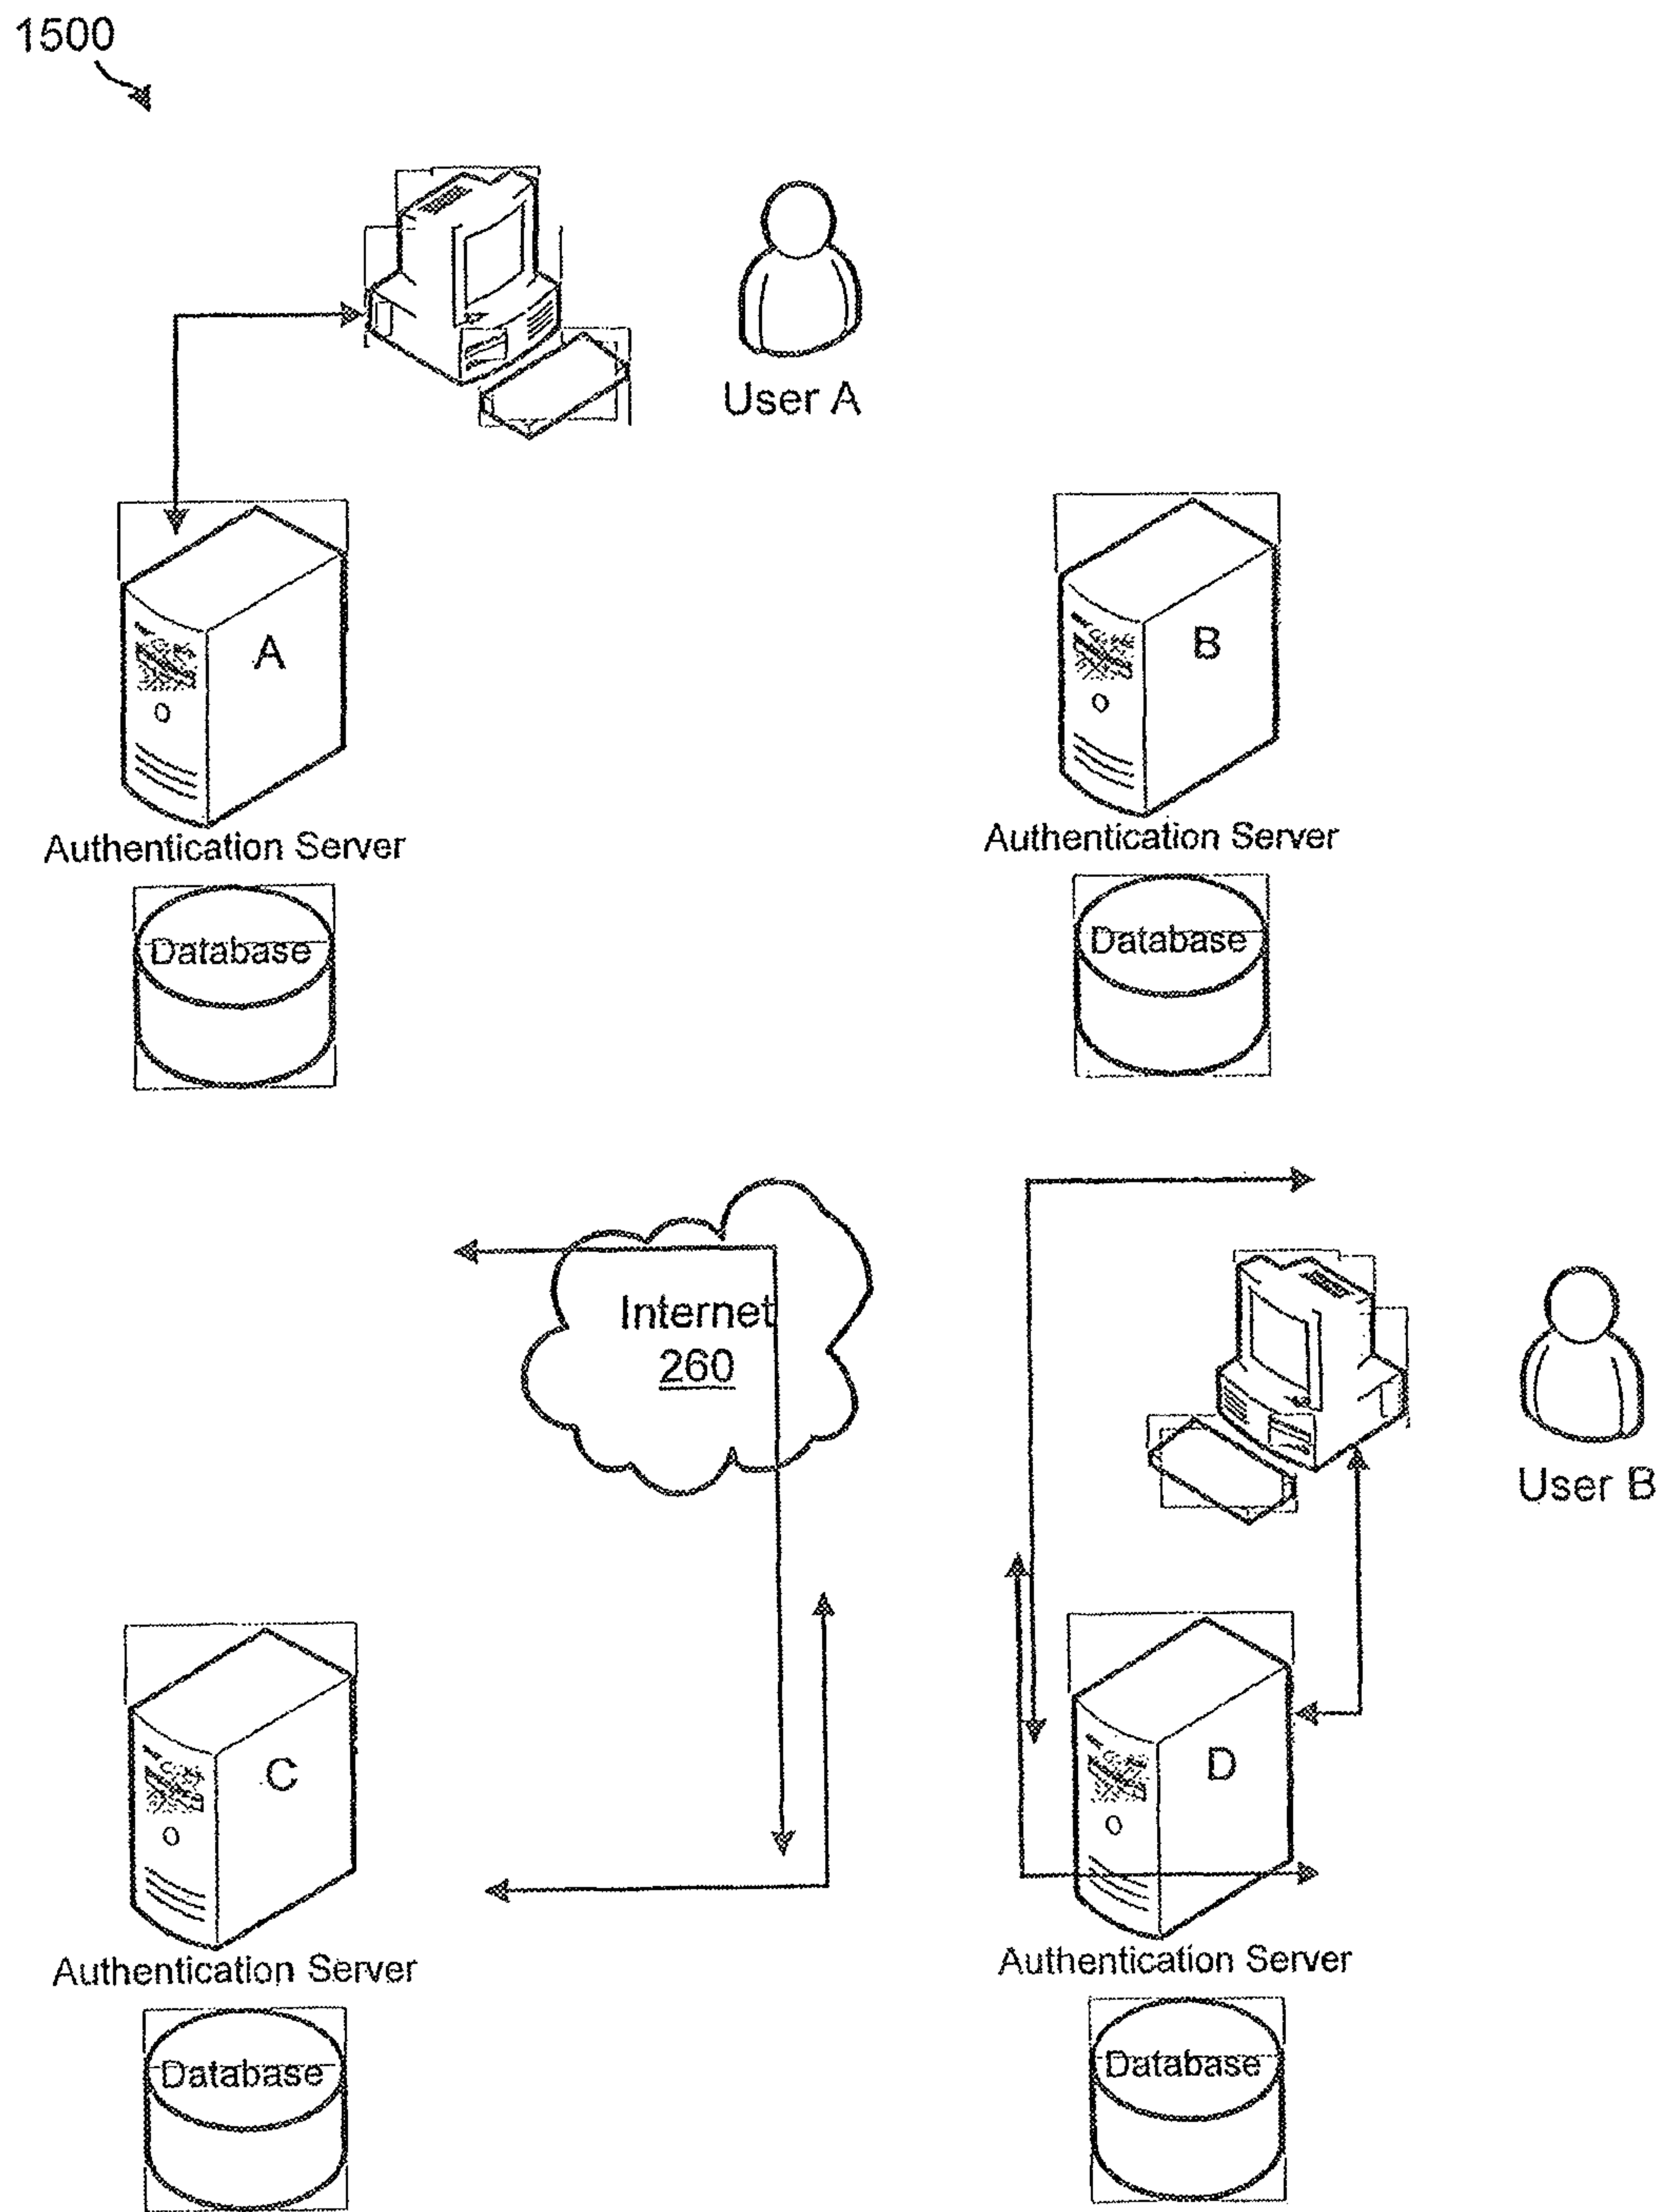 1500
User A
A
B
Authentication Server
Authentication Server
Database
Database
Internet
260
User B
C
D
Authentication Server
Authentication Server
Database
Database